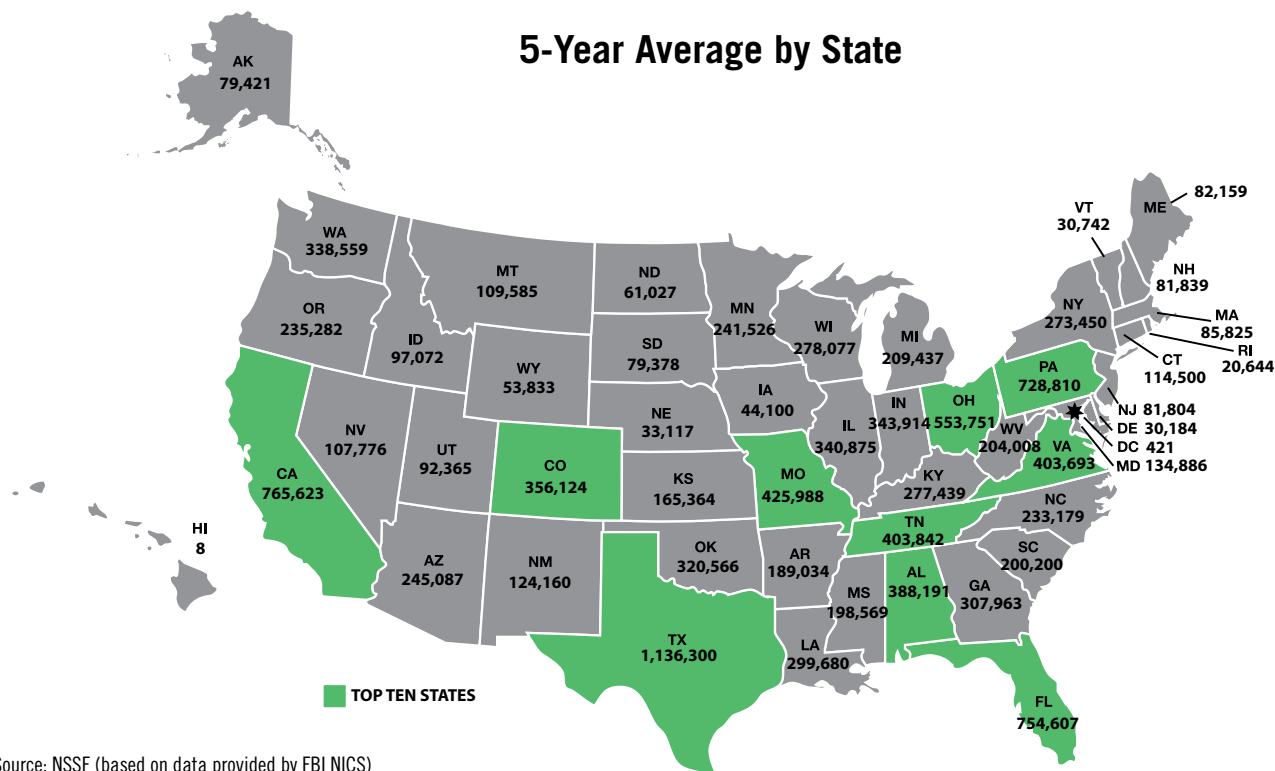 5-Year Average by State
AK
79,421
WA
338,559
OR
235,282
ID
97,072
MT
109,585
WY
53,833
ND
61,027
SD
79,378
NE
33,117
MN
241,526
IA
44,100
WI
278,077
MI
209,437
IL
340,875
IN
343,914
OH
553,751
PA
728,810
NY
273,450
VT
30,742
ME
82,159
NH
81,839
MA
85,825
RI
20,644
CT
114,500
NJ 81,804
DE 30,184
DC 421
MD 134,886
WV
204,008
VA
403,693
CA
765,623
NV
107,776
UT
92,365
CO
356,124
KS
165,364
MO
425,988
KY
277,439
NC
233,179
TN
403,842
SC
200,200
HI
8
AZ
245,087
NM
124,160
OK
320,566
AR
189,034
MS
198,569
AL
388,191
GA
307,963
TX
1,136,300
LA
299,680
FL
754,607
TOP TEN STATES
Source: NSSF (based on data provided by FBI NICS)